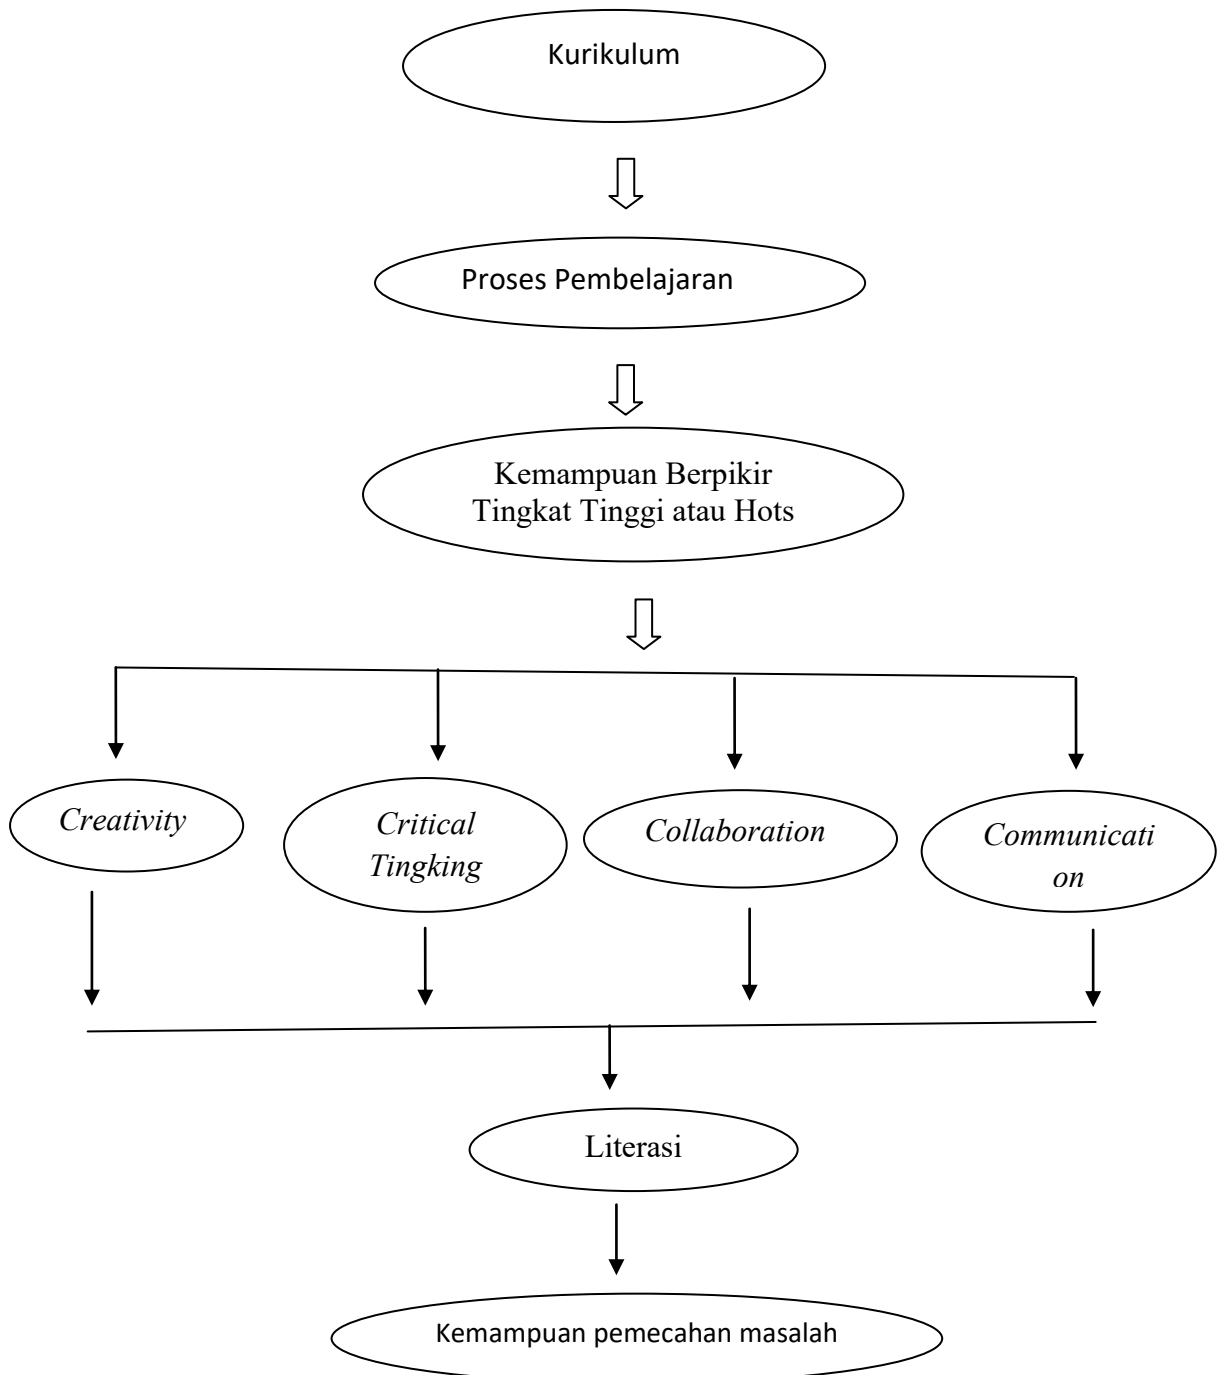 Kurikulum
Proses Pembelajaran
Kemampuan Berpikir
Tingkat Tinggi atau Hots
Creativity
Critical
Tingking
Collaboration
Communicati
on
Literasi
Kemampuan pemecahan masalah